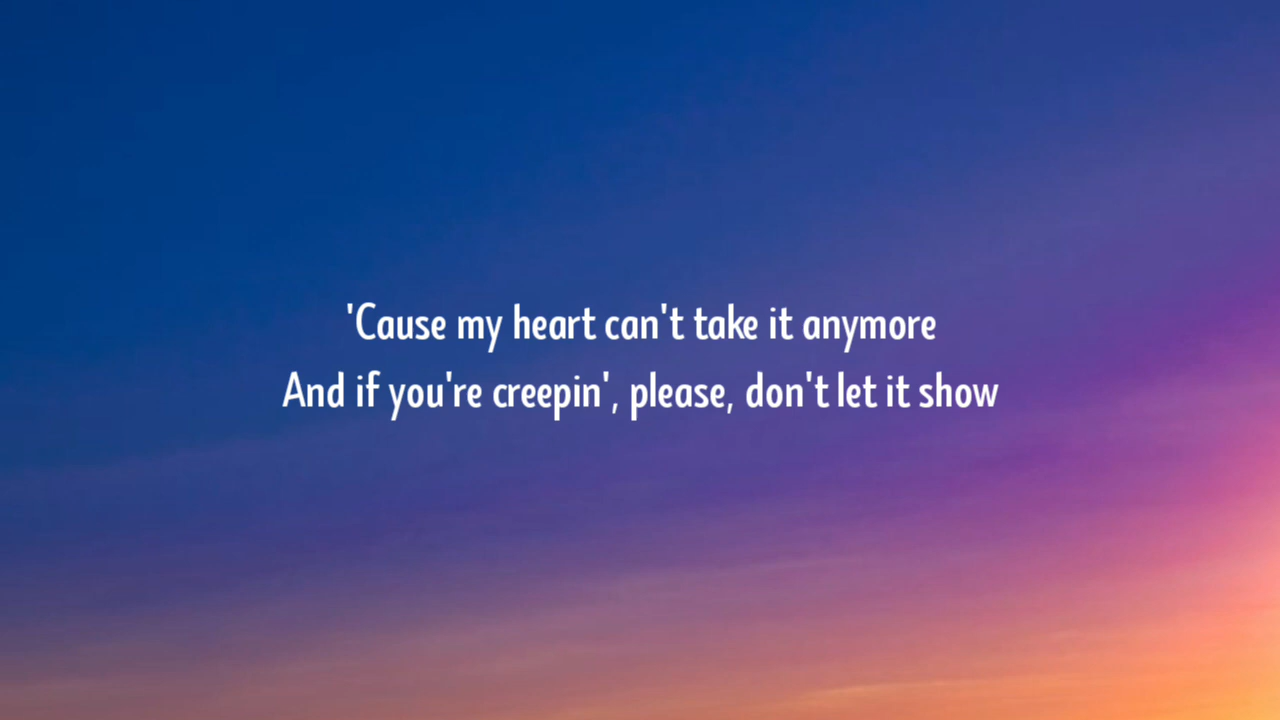 'Cause my heart can't take it anymore
And if you're creepin', please, don't let it show